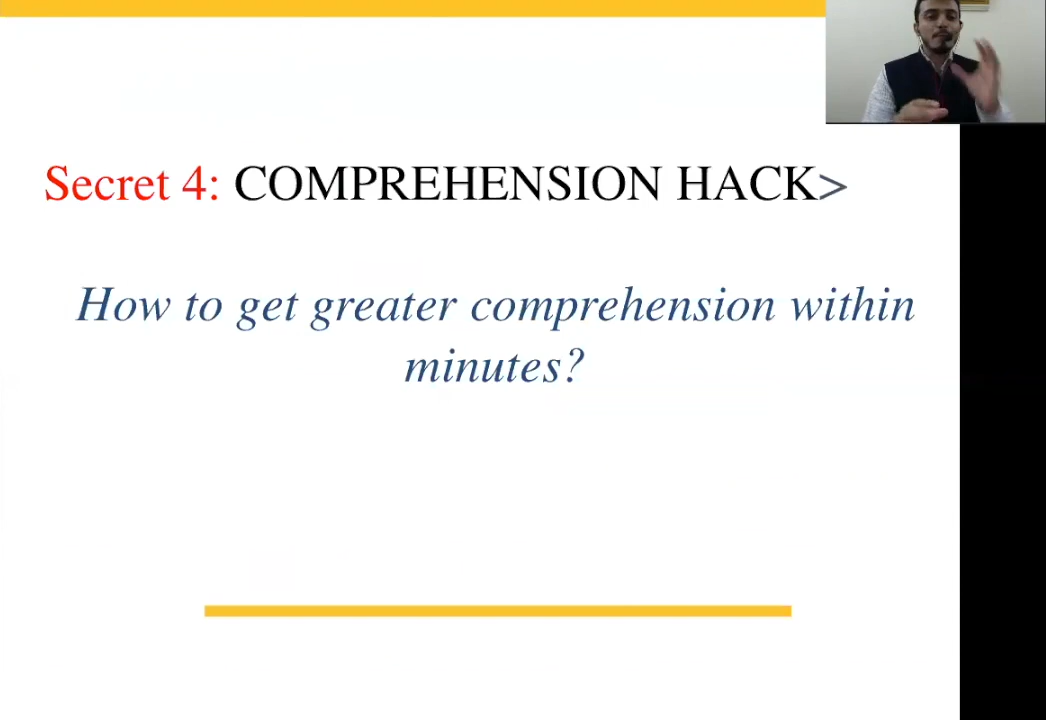 Secret 4: COMPREHENSION HACK>
How to get greater comprehension within
minutes?